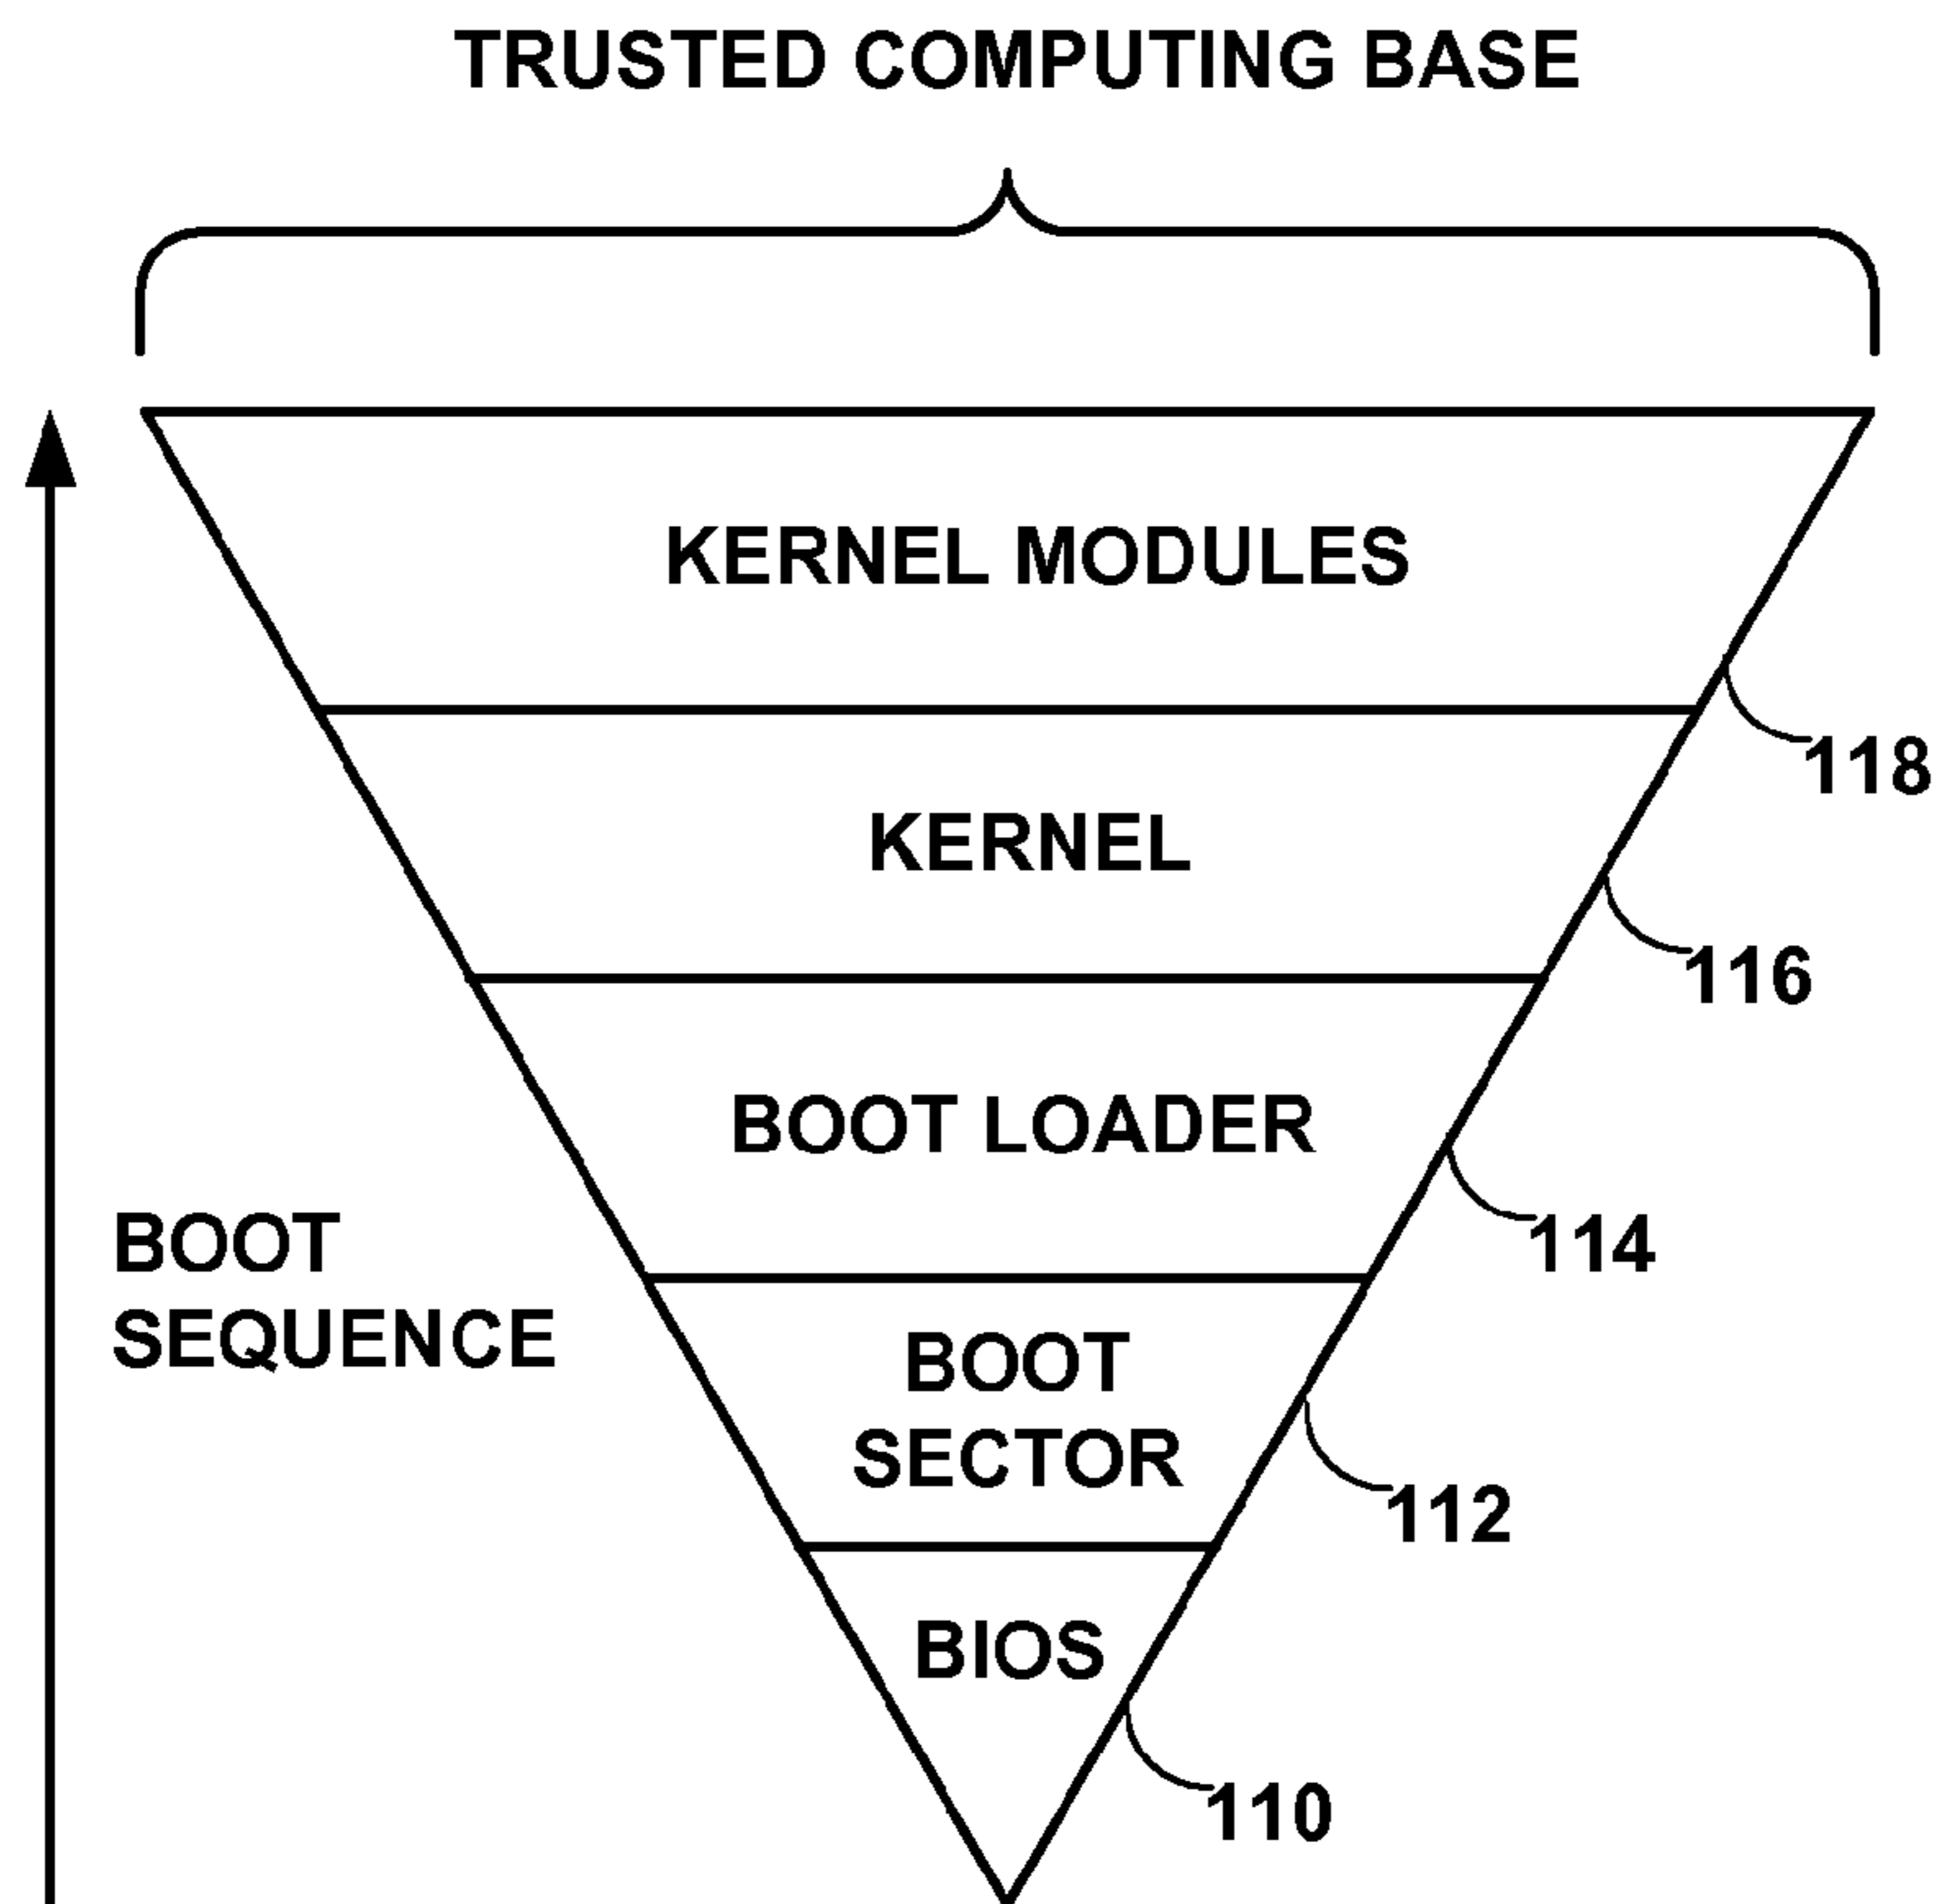 TRUSTED COMPUTING BASE
KERNEL MODULES
118
KERNEL
116
BOOT LOADER
114
BOOT
SEQUENCE
BOOT
SECTOR
112
BIOS
110